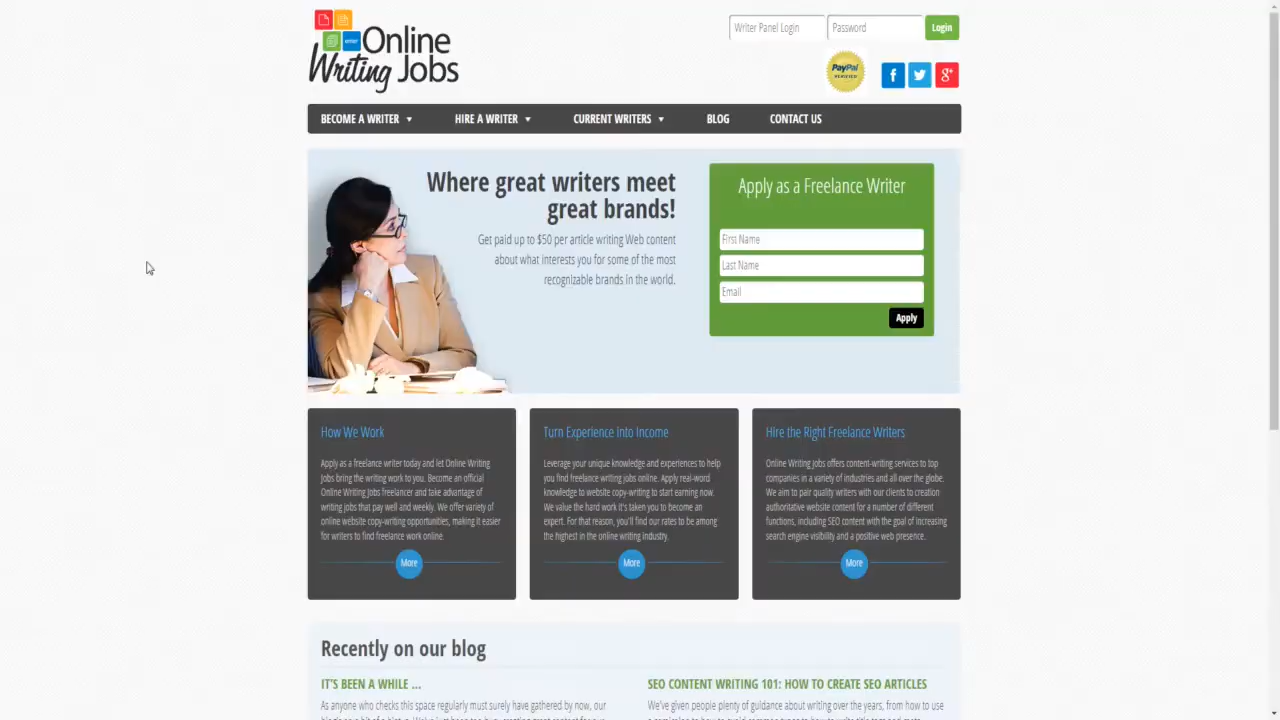 Online
Writing Jobs
Writer Panel Login
Password
Login
PayPal
VERIFIED
BECOME A WRITER
HIRE A WRITER
CURRENT WRITERS
BLOG
CONTACT US
Where great writers meet
great brands!
Get paid up to $50 per article writing Web content
about what interests you for some of the most
recognizable brands in the world.
Apply as a Freelance Writer
First Name
Last Name
Email
Apply
How We Work
Apply as a freelance writer today and let Online Writing
Jobs bring the writing work to you. Become an official
Online Writing Jobs freelancer and take advantage of
writing jobs that pay well and weekly. We offer variety of
online website copy-writing opportunities, making it easier
for writers to find freelance work online.
More
Turn Experience into Income
Leverage your unique knowledge and experiences to help
you find freelance writing jobs online. Apply real-word
knowledge to website copy-writing to start earning now.
We value the hard work it's taken you to become an
expert. For that reason, you'll find our rates to be among
the highest in the online writing industry.
More
Hire the Right Freelance Writers
Online Writing Jobs offers content-writing services to top
companies in a variety of industries and all over the globe.
We aim to pair quality writers with our clients to creation
authoritative website content for a number of different
functions, including SEO content with the goal of increasing
search engine visibility and a positive web presence.
More
Recently on our blog
IT'S BEEN A WHILE ...
As anyone who checks this space regularly must surely have gathered by now, our
SEO CONTENT WRITING 101: HOW TO CREATE SEO ARTICLES
We've given people plenty of guidance about writing over the years, from how to use